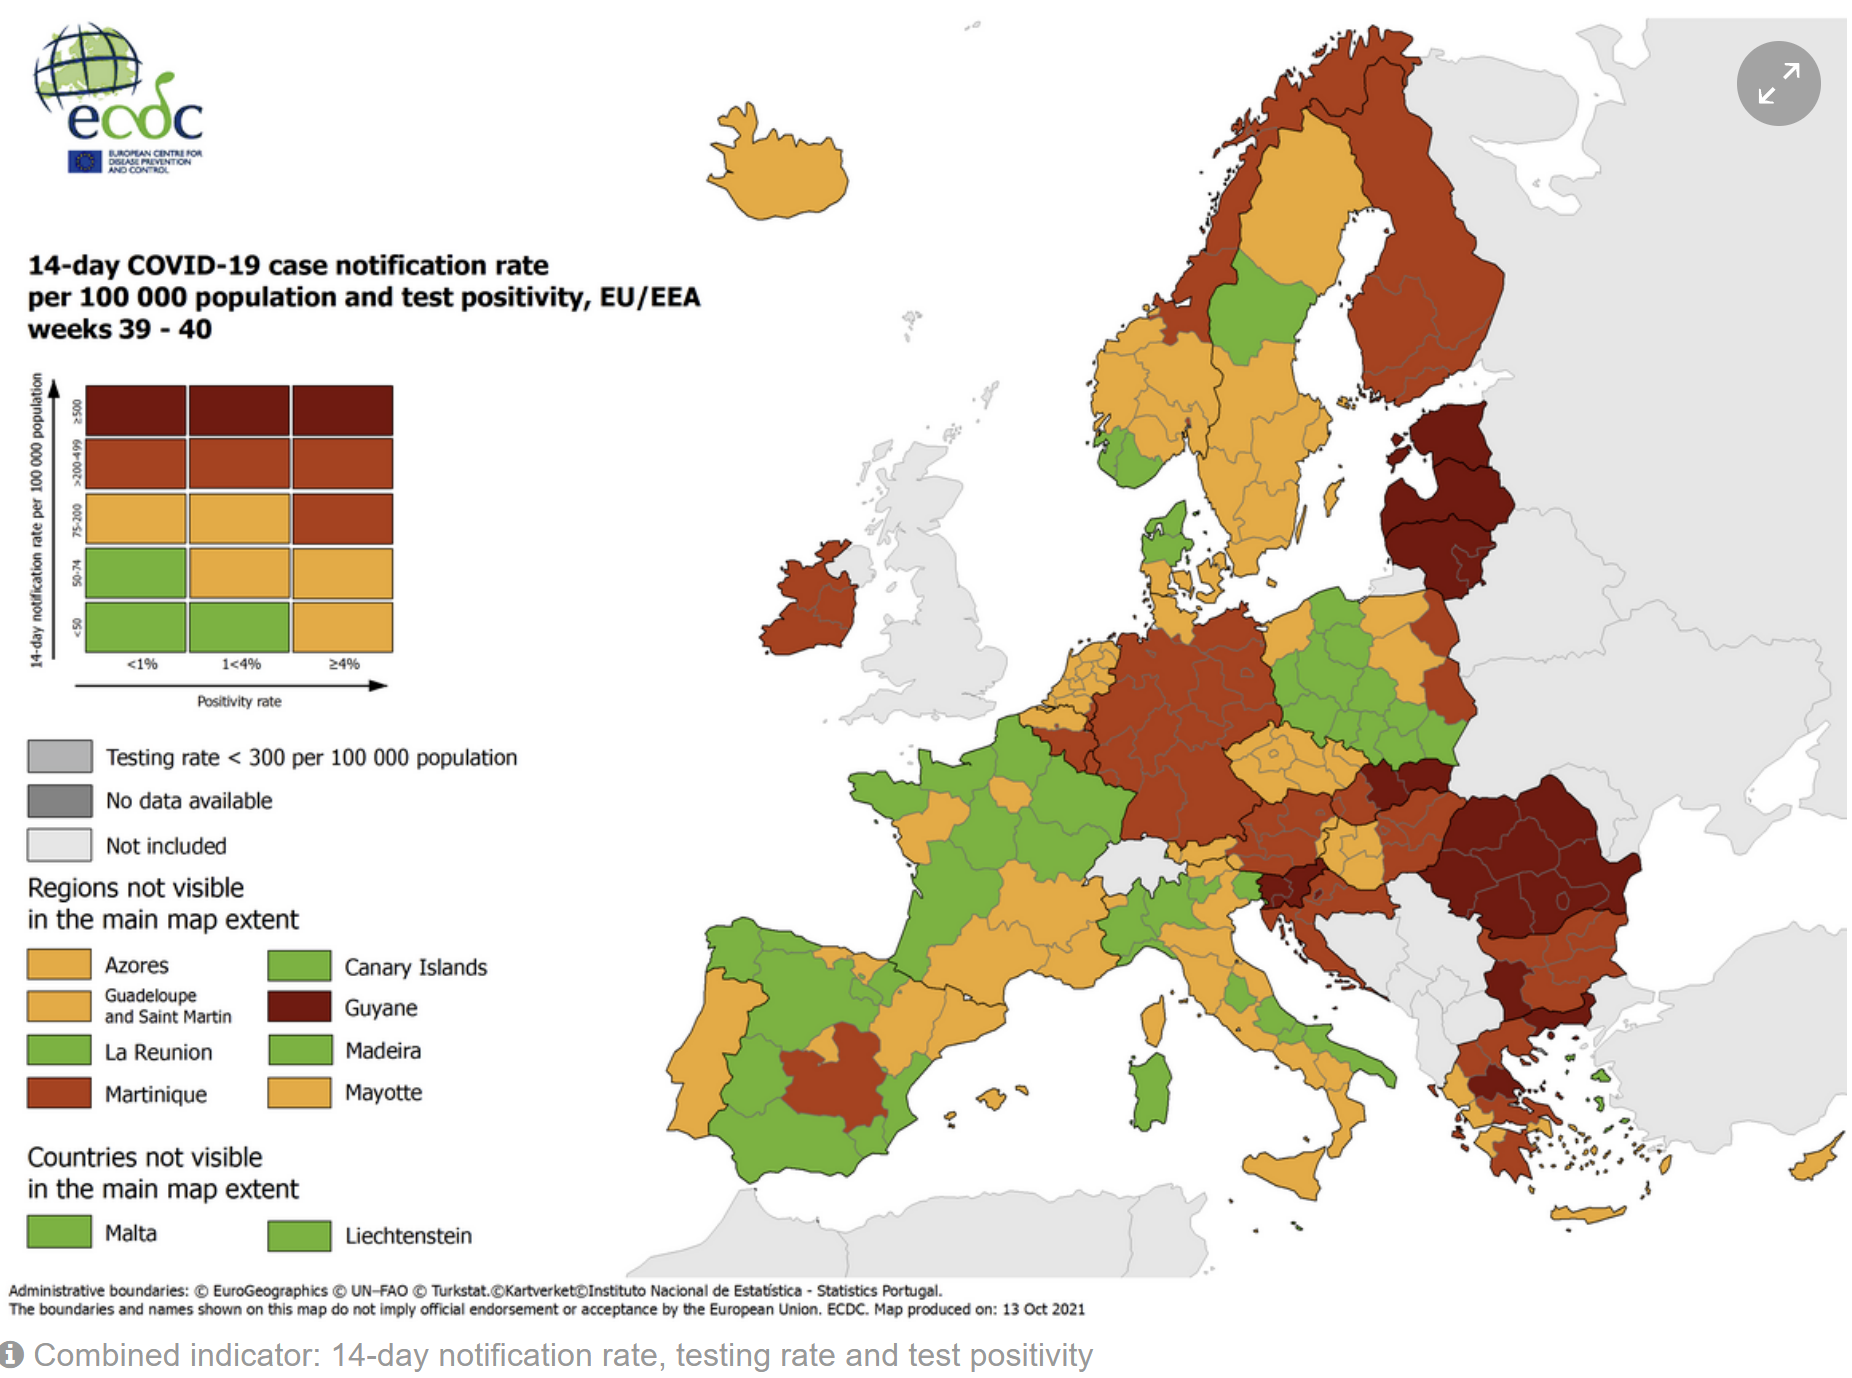 ecdc
EUROPEAN CENTRE FOR
DISEASE PREVENTION
AND CONTROL
14-day COVID-19 case notification rate
per 100 000 population and test positivity, EU/EEA
weeks 39 - 40
14-day notification rate per 100 000 population
≥500
>200-499
75-200
50-74
<50
<1%
1<4%
≥4%
Positivity rate
Testing rate < 300 per 100 000 population
No data available
Not included
Regions not visible
in the main map extent
Azores
Canary Islands
Guadeloupe
and Saint Martin
Guyane
La Reunion
Madeira
Martinique
Mayotte
Countries not visible
in the main map extent
Malta
Liechtenstein
Administrative boundaries: © EuroGeographics © UN–FAO © Turkstat.©Kartverket©Instituto Nacional de Estatística - Statistics Portugal.
The boundaries and names shown on this map do not imply official endorsement or acceptance by the European Union. ECDC. Map produced on: 13 Oct 2021
Combined indicator: 14-day notification rate, testing rate and test positivity